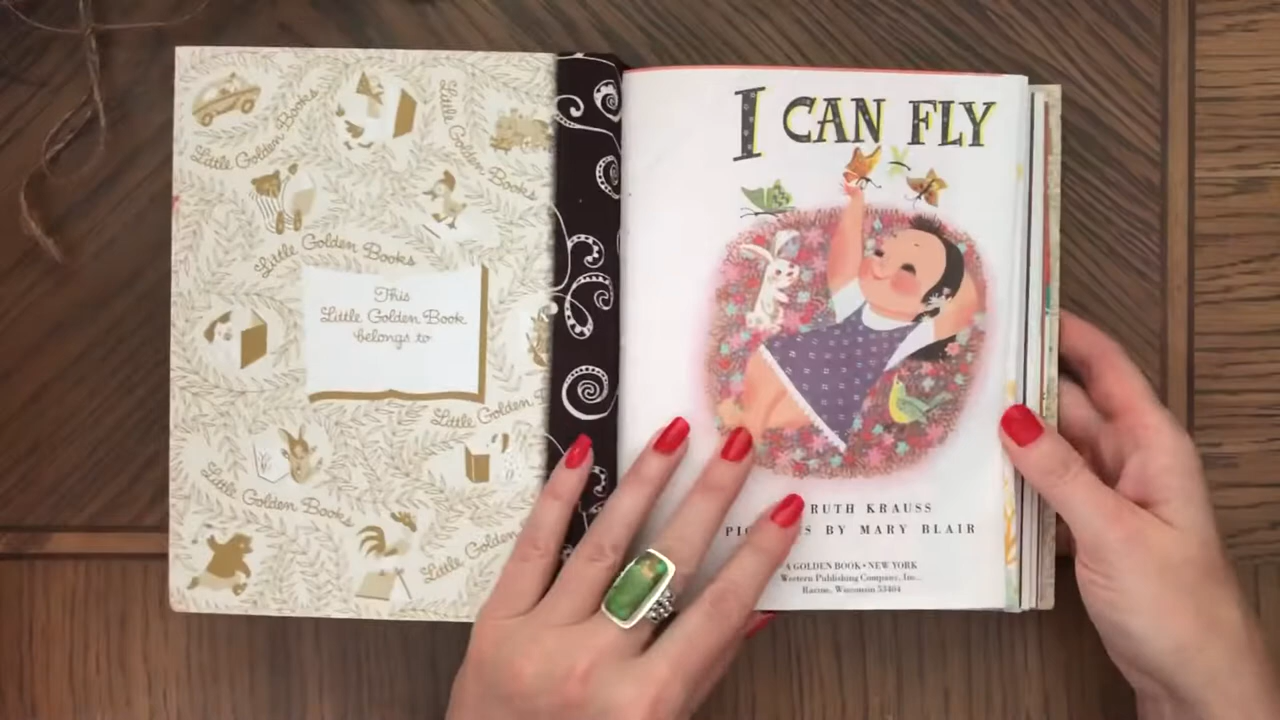 Little Golden Books
Little Golden Books
Little Golden Books
This
Little Golden Book
belongs to
Little Golden
Little Golden Books
Little Golden
I CAN FLY
RUTH KRAUSS
BY MARY BLAIR
A GOLDEN BOOK • NEW YORK
Western Publishing Company, Inc.
Racine, Wisconsin 53404